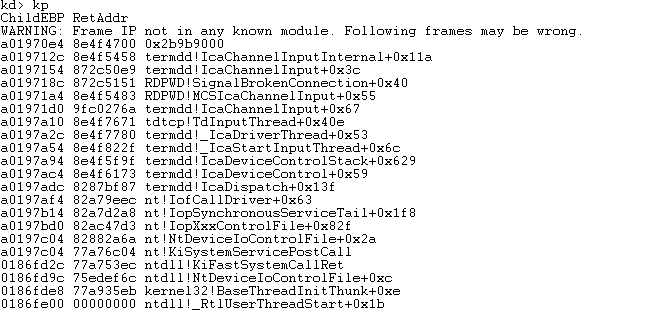 kd> kp
ChildEBP RetAddr
WARNING: Frame IP not in any known module. Following frames may be wrong.
a01970e4 8e4f4700 0x2b9b9000
a019712c 8e4f5458 termdd!IcaChannelInputInternal+0x11a
a0197154 872c50e9 termdd!IcaChannelInput+0x3c
a019718c 872c5151 RDPWD!SignalBrokenConnection+0x40
a01971a4 8e4f5483 RDPWD!MCSIcaChannelInput+0x55
a01971d0 9fc0276a termdd!IcaChannelInput+0x67
a0197a10 8e4f7671 tdtcp!TdInputThread+0x40e
a0197a2c 8e4f7780 termdd!_IcaDriverThread+0x53
a0197a54 8e4f822f termdd!_IcaStartInputThread+0x6c
a0197a94 8e4f5f9f termdd!IcaDeviceControlStack+0x629
a0197ac4 8e4f6173 termdd!IcaDeviceControl+0x59
a0197adc 8287bf87 termdd!IcaDispatch+0x13f
a0197af4 82a79eec nt!IofCallDriver+0x63
a0197b14 82a7d2a8 nt!IopSynchronousServiceTail+0x1f8
a0197bd0 82ac47d3 nt!IopXxxControlFile+0x82f
a0197c04 82882a6a nt!NtDeviceIoControlFile+0x2a
a0197c04 77a76c04 nt!KiSystemServicePostCall
0186fd2c 77a753ec ntdll!KiFastSystemCallRet
0186fd9c 75edef6c ntdll!NtDeviceIoControlFile+0xc
0186fde8 77a935eb kernel32!BaseThreadInitThunk+0xe
0186fe00 00000000 ntdll!_RtlUserThreadStart+0x1b